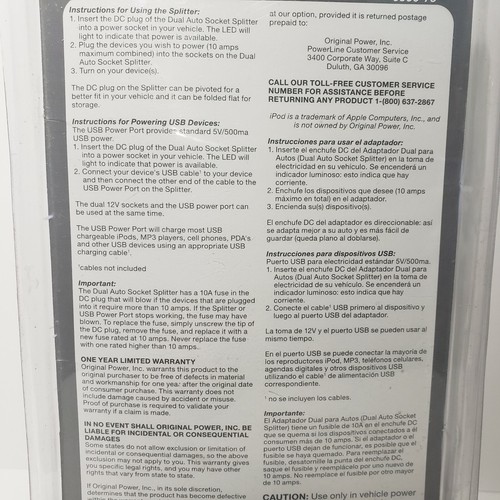 Instructions for Using the Splitter:
1. Insert the DC plug of the Dual Auto Socket Splitter
into a power socket in your vehicle. The LED will
light to indicate that power is available.
2. Plug the devices you wish to power (10 amps
maximum combined) into the sockets on the Dual
Auto Socket Splitter.
3. Turn on your device(s).
The DC plug on the Splitter can be pivoted for a
better fit in your vehicle and it can be folded flat for
storage.
Instructions for Powering USB Devices:
The USB Power Port provides standard 5V/500ma
USB power.
1. Insert the DC plug of the Dual Auto Socket Splitter
into a power socket in your vehicle. The LED will
light to indicate that power is available.
2. Connect your device's USB cable¹ to your device
and then connect the other end of the cable to the
USB Power Port on the Splitter.
The dual 12V sockets and the USB power port can
be used at the same time.
The USB Power Port will charge most USB
chargeable iPods, MP3 players, cell phones, PDA's
and other USB devices using an appropriate USB
charging cable¹.
¹cables not included
Important:
The Dual Auto Socket Splitter has a 10A fuse in the
DC plug that will blow if the devices that are plugged
into it require more than 10 amps. If the Splitter or
USB Power Port stops working, the fuse may have
blown. To replace the fuse, simply unscrew the tip of
the DC plug, remove the fuse, and replace it with a
new fuse rated at 10 amps. Never replace the fuse
with one rated higher than 10 amps.
ONE YEAR LIMITED WARRANTY
Original Power, Inc. warrants this product to the
original purchaser to be free of defects in material
and workmanship for one year after the original date
of consumer purchase. This warranty does not
include damage caused by accident or misuse.
Proof of purchase is required to validate your
warranty if a claim is made.
IN NO EVENT SHALL ORIGINAL POWER, INC. BE
LIABLE FOR INCIDENTAL OR CONSEQUENTIAL
DAMAGES
Some states do not allow exclusion or limitation of
incidental or consequential damages, so the above
exclusion may not apply to you. This warranty gives
you specific legal rights, and you may have other
rights that vary from state to state.
If Original Power, Inc., in its sole discretion,
determines that the product has become defective
at our option, provided it is returned postage
prepaid to:
Original Power, Inc.
PowerLine Customer Service
3400 Corporate Way, Suite C
Duluth, GA 30096
CALL OUR TOLL-FREE CUSTOMER SERVICE
NUMBER FOR ASSISTANCE BEFORE
RETURNING ANY PRODUCT 1-(800) 637-2867
iPod is a trademark of Apple Computers, Inc., and
is not owned by Original Power, Inc.
Instrucciones para usar el adaptador:
1. Inserte el enchufe DC del Adaptador Dual para
Autos (Dual Auto Socket Splitter) en la toma de
electricidad en su vehículo. Se encenderá un
indicador luminoso: esto indica que hay
corriente.
2. Enchufe los dispositivos que desee (10 amps
máximo en total) en el adaptador.
3. Encienda su(s) dispositivo(s).
El enchufe DC del adaptador es direccionable: así
se adapta mejor a su auto y es más fácil de
guardar (queda plano al doblarse).
Instrucciones para dispositivos USB:
Puerto USB para electricidad estándar 5V/500ma.
1. Inserte el enchufe DC del Adaptador Dual para
Autos (Dual Auto Socket Splitter) en la toma de
electricidad de su vehículo. Se encenderá un
indicador luminoso: esto indica que hay
corriente.
2. Conecte el cable¹ USB primero al dispositivo y
luego al puerto USB del adaptador.
La toma de 12V y el puerto USB se pueden usar al
mismo tiempo.
En el puerto USB se puede conectar la mayoría de
los reproductores iPod, MP3, teléfonos celulares,
agendas digitales y otros dispositivos USB
utilizando el cable¹ de alimentación USB
correspondiente.
¹ no se incluyen los cables.
Importante:
El Adaptador Dual para Autos (Dual Auto Socket
Splitter) tiene un fusible de 10A en el enchufe DC
que se quema si los dispositivos conectados a él
consumen más de 10 amps. Si el adaptador o el
puerto USB dejan de funcionar, es posible que el
fusible se haya quemado. Para reemplazar el
fusible, desatornille la punta del enchufe DC,
saque el fusible y reemplácelo por uno nuevo de
10 amps. No reemplace el fusible por otro mayor
de 10 amps.
CAUTION: Use only in vehicle power